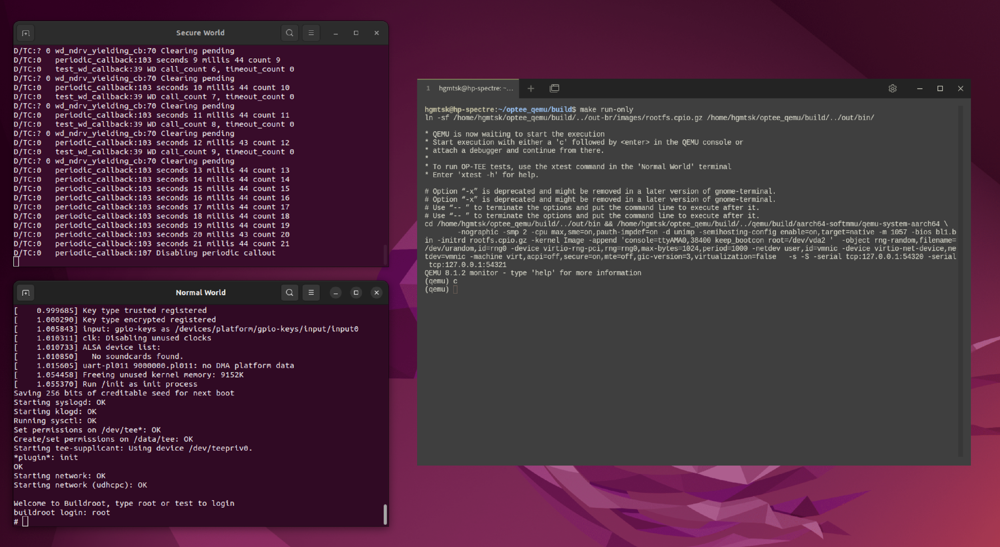 Secure World
D/TC:? 0 wd_ndrv_yielding_cb:70 Clearing pending
D/TC:0   periodic_callback:103 seconds 9 millis 44 count 9
D/TC:0   test_wd_callback:39 WD call_count 6, timeout_count 0
D/TC:? 0 wd_ndrv_yielding_cb:70 Clearing pending
D/TC:0   periodic_callback:103 seconds 10 millis 44 count 10
D/TC:0   test_wd_callback:39 WD call_count 7, timeout_count 0
D/TC:? 0 wd_ndrv_yielding_cb:70 Clearing pending
D/TC:0   periodic_callback:103 seconds 11 millis 44 count 11
D/TC:0   test_wd_callback:39 WD call_count 8, timeout_count 0
D/TC:? 0 wd_ndrv_yielding_cb:70 Clearing pending
D/TC:0   periodic_callback:103 seconds 12 millis 43 count 12
D/TC:0   test_wd_callback:39 WD call_count 9, timeout_count 0
D/TC:? 0 wd_ndrv_yielding_cb:70 Clearing pending
D/TC:0   periodic_callback:103 seconds 13 millis 44 count 13
D/TC:0   periodic_callback:103 seconds 14 millis 44 count 14
D/TC:0   periodic_callback:103 seconds 15 millis 44 count 15
D/TC:0   periodic_callback:103 seconds 16 millis 44 count 16
D/TC:0   periodic_callback:103 seconds 17 millis 44 count 17
D/TC:0   periodic_callback:103 seconds 18 millis 44 count 18
D/TC:0   periodic_callback:103 seconds 19 millis 44 count 19
D/TC:0   periodic_callback:103 seconds 20 millis 43 count 20
D/TC:0   periodic_callback:103 seconds 21 millis 44 count 21
D/TC:0   periodic_callback:107 Disabling periodic callout
Normal World
[    0.999685] Key type trusted registered
[    1.000290] Key type encrypted registered
[    1.005843] input: gpio-keys as /devices/platform/gpio-keys/input/input0
[    1.010311] clk: Disabling unused clocks
[    1.010733] ALSA device list:
[    1.010850]   No soundcards found.
[    1.015605] uart-pl011 9000000.pl011: no DMA platform data
[    1.054458] Freeing unused kernel memory: 9152K
[    1.055370] Run /init as init process
Saving 256 bits of creditable seed for next boot
Starting syslogd: OK
Starting klogd: OK
Running sysctl: OK
Set permissions on /dev/tee*: OK
Create/set permissions on /data/tee: OK
Starting tee-supplicant: Using device /dev/teepriv0.
*plugin*: init
OK
Starting network: OK
Starting network (udhcpc): OK
Welcome to Buildroot, type root or test to login
buildroot login: root
#
1 hgmtsk@hp-spectre: ~...
hgmtsk@hp-spectre:~/optee_qemu/build$ make run-only
ln -sf /home/hgmtsk/optee_qemu/build/../out-br/images/rootfs.cpio.gz /home/hgmtsk/optee_qemu/build/../out/bin/
* QEMU is now waiting to start the execution
* Start execution with either a 'c' followed by <enter> in the QEMU console or
* attach a debugger and continue from there.
*
* To run OP-TEE tests, use the xtest command in the 'Normal World' terminal
* Enter 'xtest -h' for help.
# Option “-x” is deprecated and might be removed in a later version of gnome-terminal.
# Option “-x” is deprecated and might be removed in a later version of gnome-terminal.
# Use “-- ” to terminate the options and put the command line to execute after it.
# Use “-- ” to terminate the options and put the command line to execute after it.
cd /home/hgmtsk/optee_qemu/build/../out/bin && /home/hgmtsk/optee_qemu/build/../qemu/build/aarch64-softmmu/qemu-system-aarch64 \
-nographic -smp 2 -cpu max,sme=on,pauth-impdef=on -d unimp -semihosting-config enable=on,target=native -m 1057 -bios bl1.b
in -initrd rootfs.cpio.gz -kernel Image -append 'console=ttyAMA0,38400 keep_bootcon root=/dev/vda2 '  -object rng-random,filename=
/dev/urandom,id=rng0 -device virtio-rng-pci,rng=rng0,max-bytes=1024,period=1000 -netdev user,id=vmnic -device virtio-net-device,ne
tdev=vmnic -machine virt,acpi=off,secure=on,mte=off,gic-version=3,virtualization=false   -s -S -serial tcp:127.0.0.1:54320 -serial
tcp:127.0.0.1:54321
QEMU 8.1.2 monitor - type 'help' for more information
(qemu) c
(qemu)